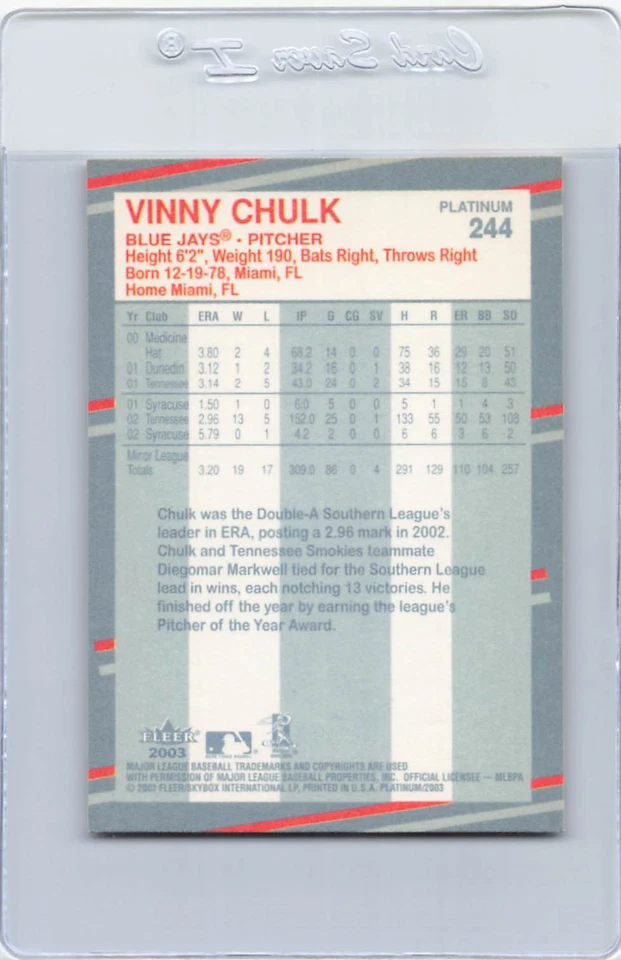 Card Saver I®
VINNY CHULK
PLATINUM
244
BLUE JAYS® • PITCHER
Height 6'2", Weight 190, Bats Right, Throws Right
Born 12-19-78, Miami, FL
Home Miami, FL
Yr Club ERA W L IP G CG SV H R ER BB SO
00 Medicine
Hat 3.80 2 4 68.2 14 0 0 75 36 29 20 51
01 Dunedin 3.12 1 2 34.2 16 0 1 38 16 12 13 50
01 Tennessee 3.14 2 5 43.0 24 0 2 34 15 15 8 43
01 Syracuse 1.50 1 0 6.0 5 0 0 5 1 1 4 3
02 Tennessee 2.96 13 5 152.0 25 0 1 133 55 50 53 108
02 Syracuse 5.79 0 1 4.2 2 0 0 6 6 3 6 2
Minor League
Totals 3.20 19 17 309.0 86 0 4 291 129 110 104 257
Chulk was the Double-A Southern League's
leader in ERA, posting a 2.96 mark in 2002.
Chulk and Tennessee Smokies teammate
Diegomar Markwell tied for the Southern League
lead in wins, each notching 13 victories. He
finished off the year by earning the league's
Pitcher of the Year Award.
FLEER
2003
MAJOR LEAGUE BASEBALL TRADEMARKS AND COPYRIGHTS ARE USED
WITH PERMISSION OF MAJOR LEAGUE BASEBALL PROPERTIES, INC. OFFICIAL LICENSEE — MLBPA
© 2003 FLEER/SKYBOX INTERNATIONAL LP, PRINTED IN U.S.A. PLATINUM/2003